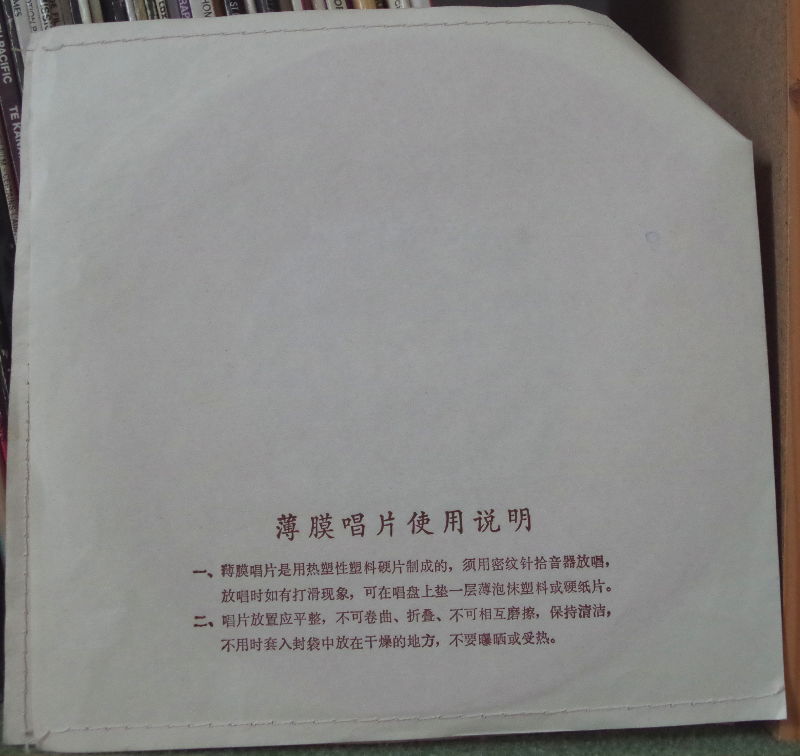 PACIFIC
薄膜唱片使用说明
一、薄膜唱片是用热塑性塑料硬片制成的，须用密纹针拾音器放唱，
放唱时如有打滑现象，可在唱盘上垫一层薄泡沫塑料或硬纸片。
二、唱片放置应平整，不可卷曲、折叠、不可相互磨擦，保持清洁，
不用时套入封袋中放在干燥的地方，不要曝晒或受热。